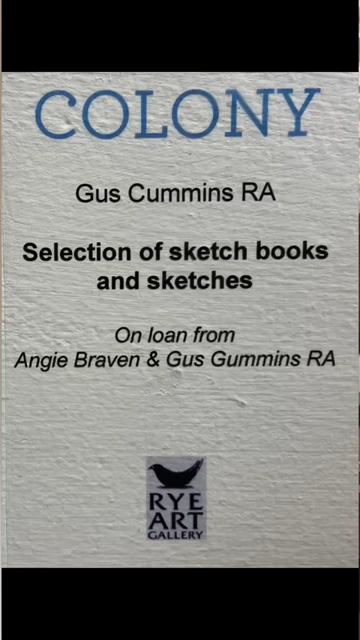 COLONY
Gus Cummins RA
Selection of sketch books
and sketches
On loan from
Angie Braven & Gus Gummins RA
RYE
ART
GALLERY